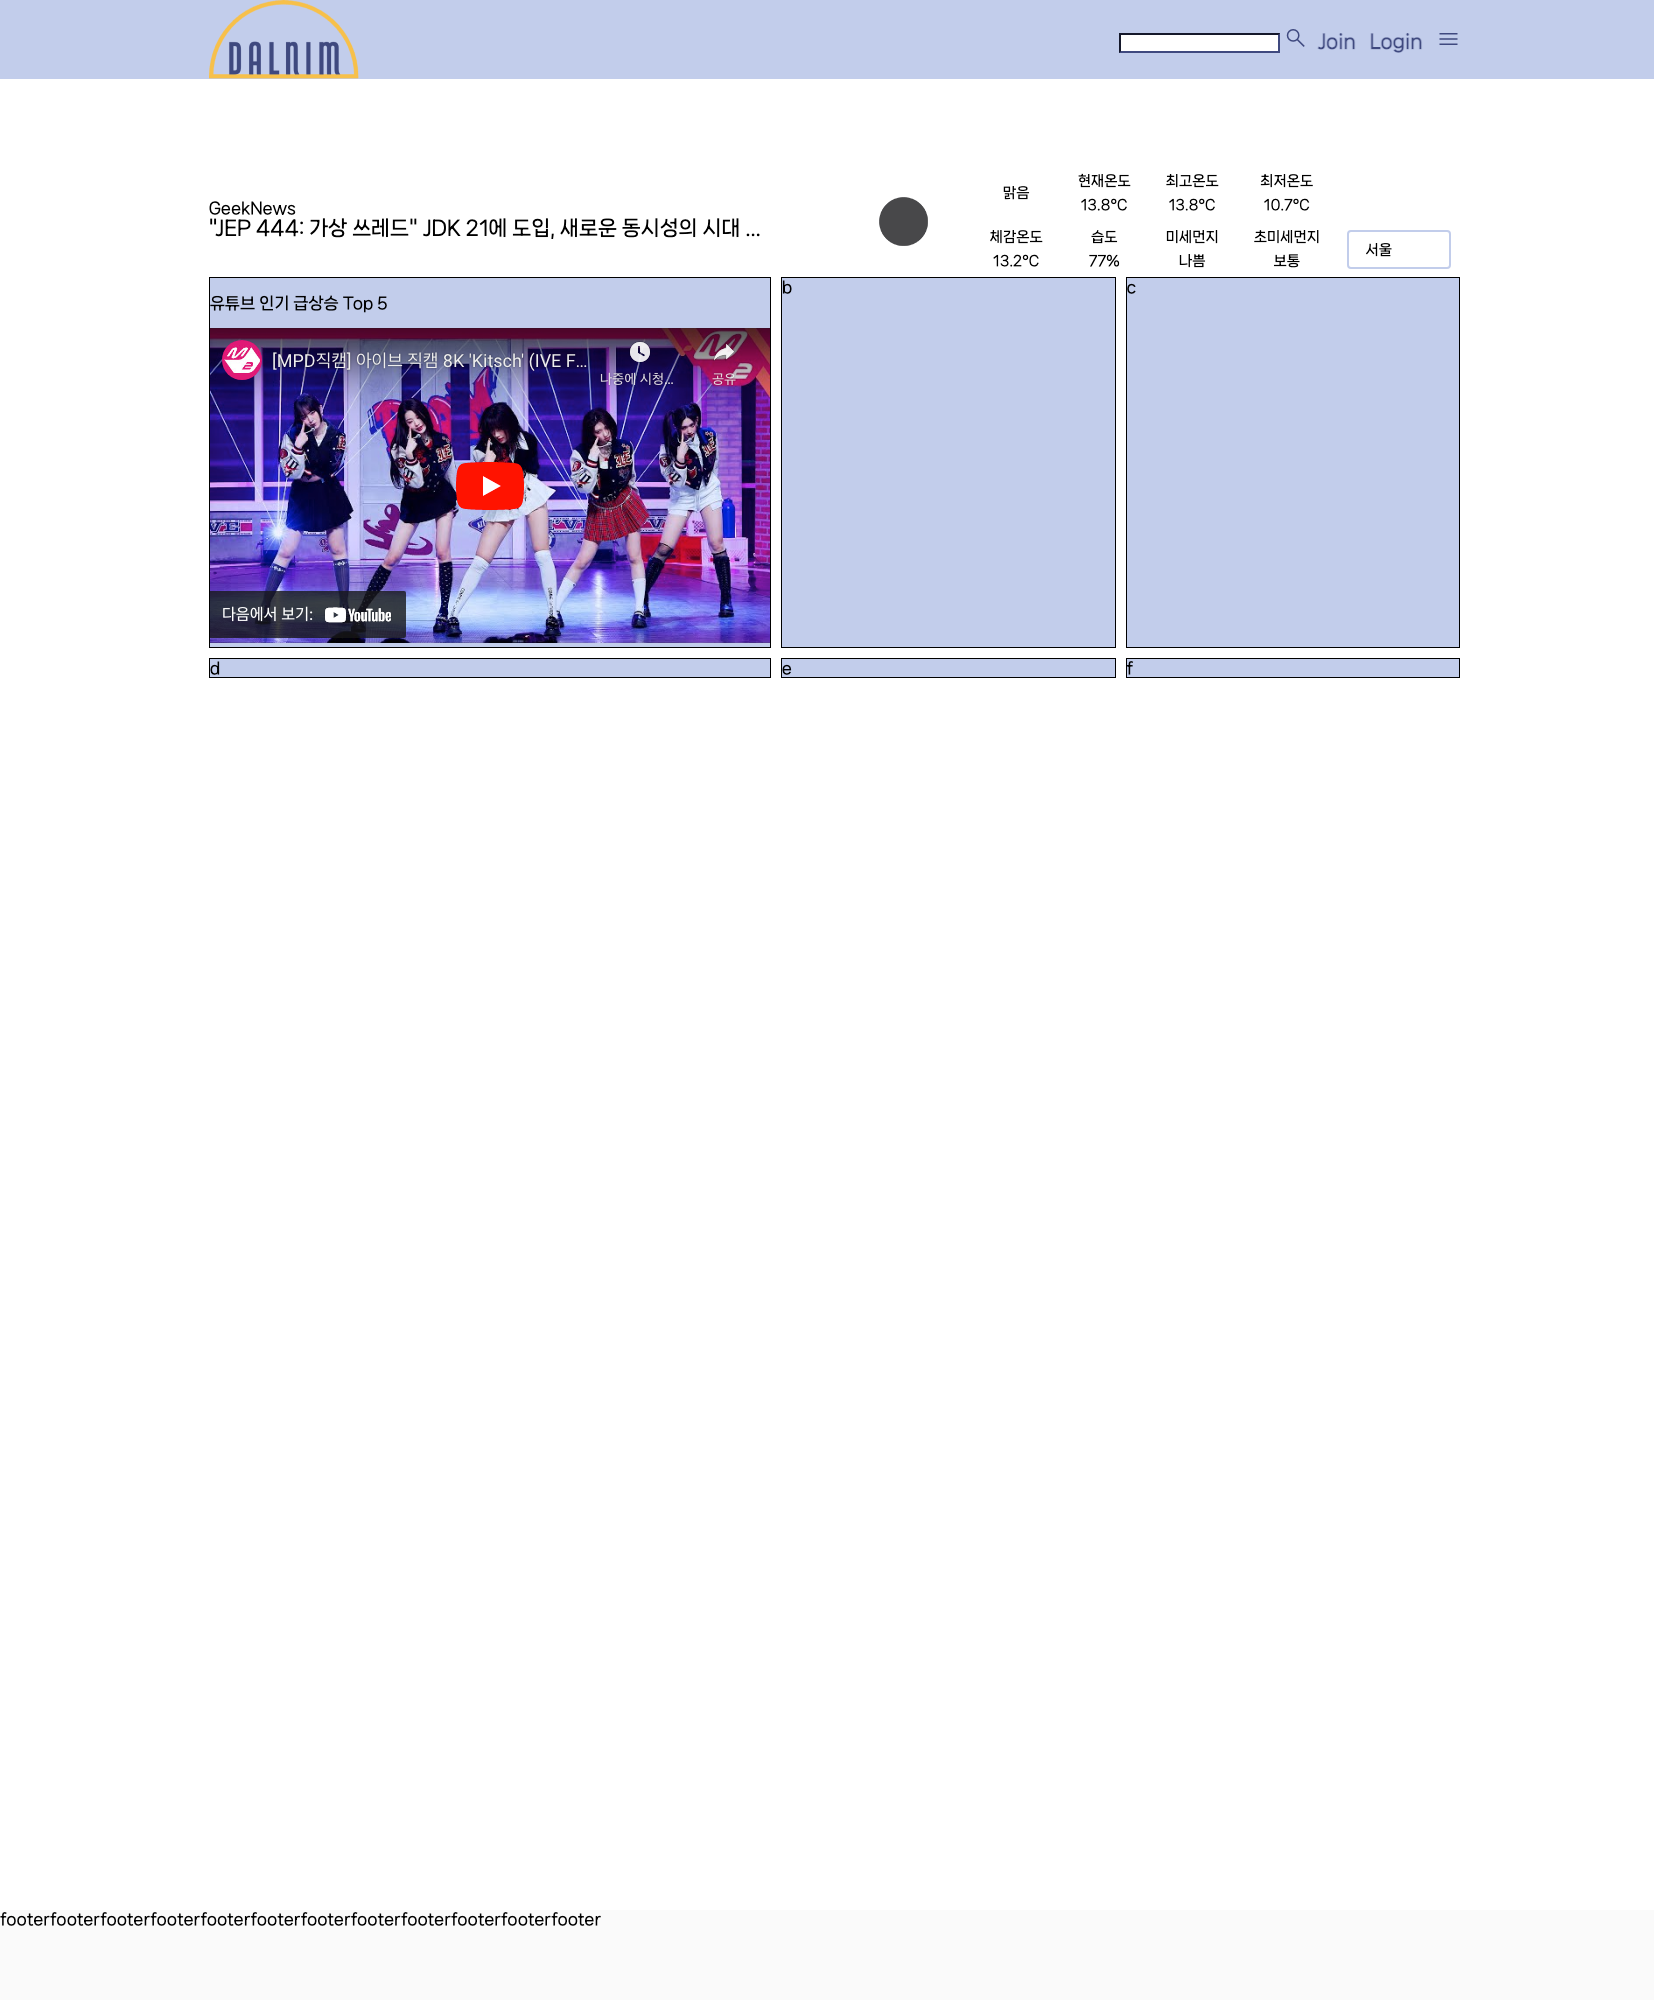 DALNIM
Join Login
GeekNews
"JEP 444: 가상 쓰레드" JDK 21에 도입, 새로운 동시성의 시대 ...
맑음
현재온도
13.8°C
최고온도
13.8°C
최저온도
10.7°C
체감온도
13.2°C
습도
77%
미세먼지
나쁨
초미세먼지
보통
서울
유튜브 인기 급상승 Top 5
[MPD직캠] 아이브 직캠 8K 'Kitsch' (IVE F...
나중에 시청...
공유
다음에서 보기: YouTube
b
c
d
e
f
footerfooterfooterfooterfooterfooterfooterfooterfooterfooterfooterfooter